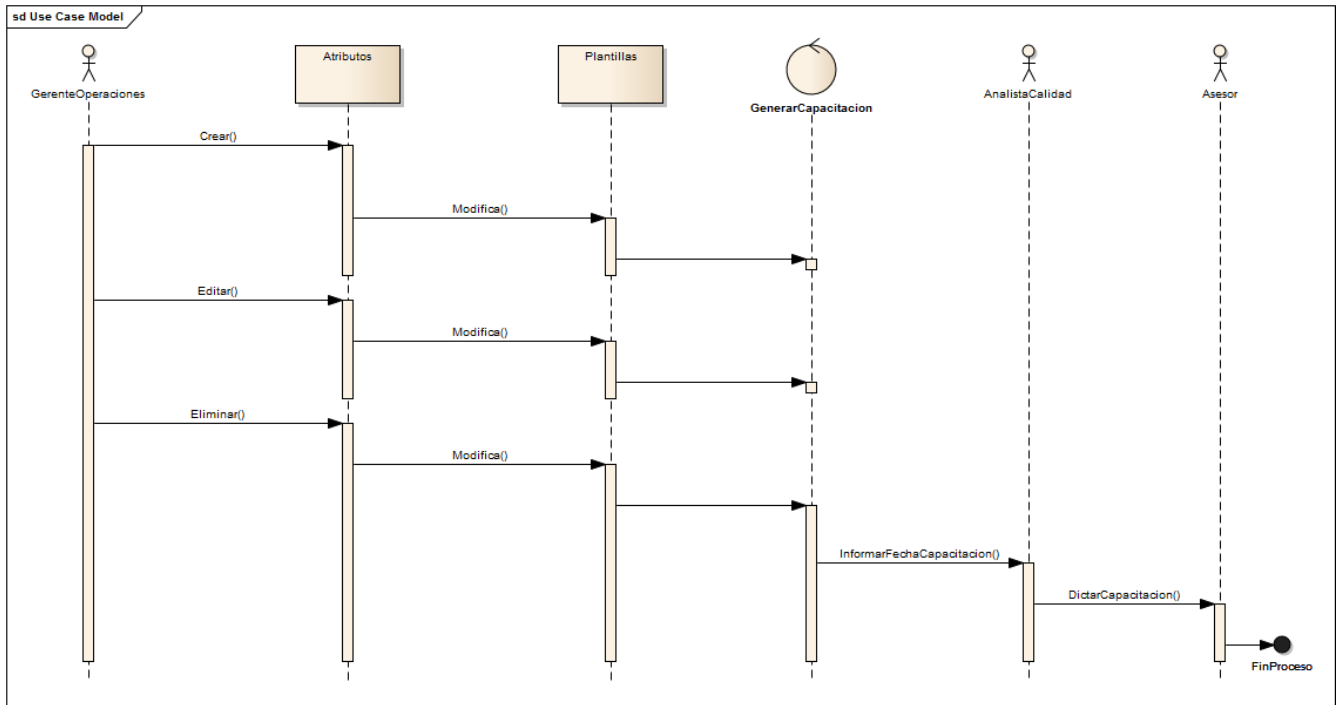 sd Use Case Model
GerenteOperaciones
Atributos
Plantillas
GenerarCapacitacion
AnalistaCalidad
Asesor
Crear()
Modifica()
Editar()
Modifica()
Eliminar()
Modifica()
InformarFechaCapacitacion()
DictarCapacitacion()
FinProceso